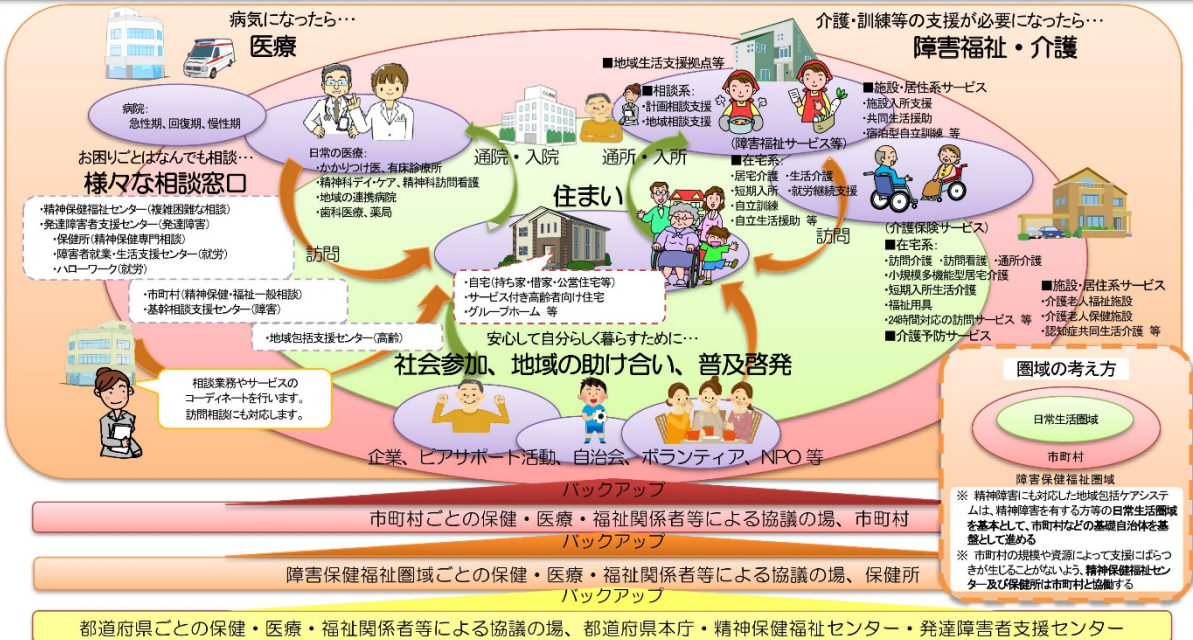 病気になったら…
医療
介護・訓練等の支援が必要になったら…
障害福祉・介護
病院:
急性期、回復期、慢性期
日常の医療:
・かかりつけ医、有床診療所
・精神科デイ・ケア、精神科訪問看護
・地域の連携病院
・歯科医療、薬局
通院・入院
通所・入所
■地域生活支援拠点等
■相談系:
・計画相談支援
・地域相談支援
(障害福祉サービス等)
■在宅系:
・居宅介護 ・生活介護
・短期入所 ・就労継続支援
・自立訓練
・自立生活援助 等
■施設・居住系サービス
・施設入所支援
・共同生活援助
・宿泊型自立訓練 等
(介護保険サービス)
■在宅系:
・訪問介護 ・訪問看護 ・通所介護
・小規模多機能型居宅介護
・短期入所生活介護
・福祉用具
・24時間対応の訪問サービス 等
■介護予防サービス
■施設・居住系サービス
・介護老人福祉施設
・介護老人保健施設
・認知症共同生活介護 等
お困りごとはなんでも相談…
様々な相談窓口
・精神保健福祉センター(複雑困難な相談)
・発達障害者支援センター(発達障害)
・保健所(精神保健専門相談)
・障害者就業・生活支援センター(就労)
・ハローワーク(就労)
・市町村(精神保健・福祉一般相談)
・基幹相談支援センター(障害)
・地域包括支援センター(高齢)
相談業務やサービスの
コーディネートを行います。
訪問相談にも対応します。
訪問
訪問
住まい
・自宅(持ち家・借家・公営住宅等)
・サービス付き高齢者向け住宅
・グループホーム 等
安心して自分らしく暮らすために…
社会参加、地域の助け合い、普及啓発
企業、ピアサポート活動、自治会、ボランティア、NPO 等
圏域の考え方
日常生活圏域
市町村
障害保健福祉圏域
※ 精神障害にも対応した地域包括ケアシステ
ムは、精神障害を有する方等の日常生活圏域
を基本として、市町村などの基礎自治体を基
盤として進める
※ 市町村の規模や資源によって支援にばらつ
きが生じることがないよう、精神保健福祉セン
ター及び保健所は市町村と協働する
バックアップ
市町村ごとの保健・医療・福祉関係者等による協議の場、市町村
バックアップ
障害保健福祉圏域ごとの保健・医療・福祉関係者等による協議の場、保健所
バックアップ
都道府県ごとの保健・医療・福祉関係者等による協議の場、都道府県本庁・精神保健福祉センター・発達障害者支援センター